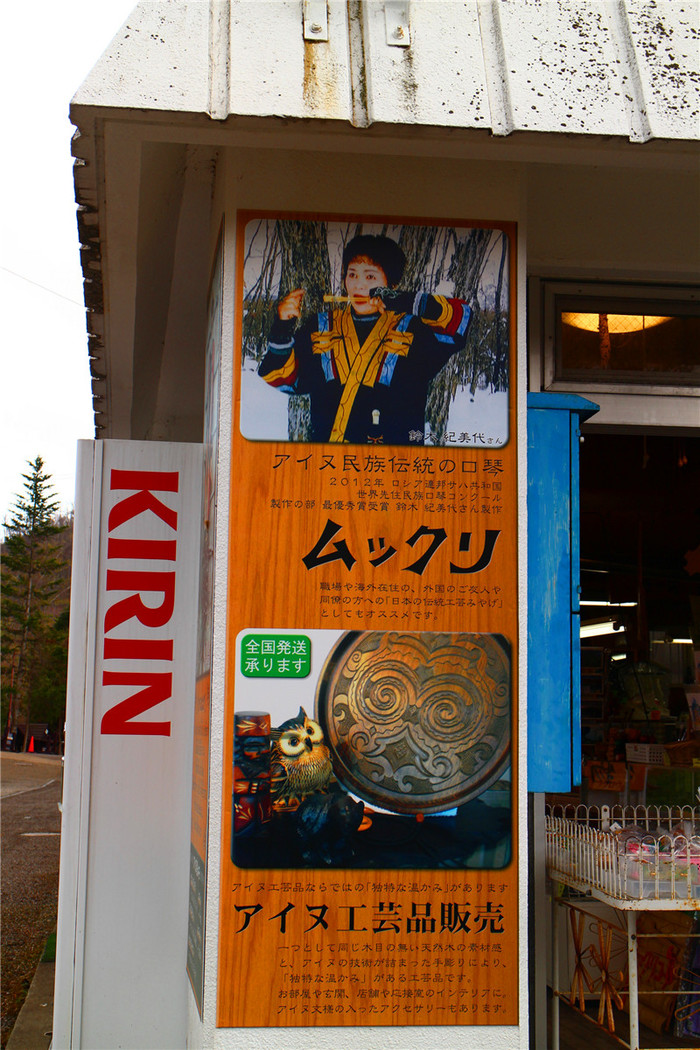 鈴木 紀美代さん
アイヌ民族伝統の口琴
2012年 ロシア連邦サハ共和国
世界先住民族口琴コンクール
製作の部 最優秀賞受賞 鈴木 紀美代さん製作
ムックリ
職場や海外在住の、外国のご友人や
同僚の方への「日本の伝統工芸みやげ」
としてもオススメです。
全国発送
承ります
アイヌ工芸品ならではの「独特な温かみ」があります
アイヌ工芸品販売
一つとして同じ木目の無い天然木の素材感
と、アイヌの技術が詰まった手彫りにより、
「独特な温かみ」がある工芸品です。
お部屋や玄関、店舗や応接室のインテリアに。
アイヌ文様の入ったアクセサリーもあります。
KIRIN